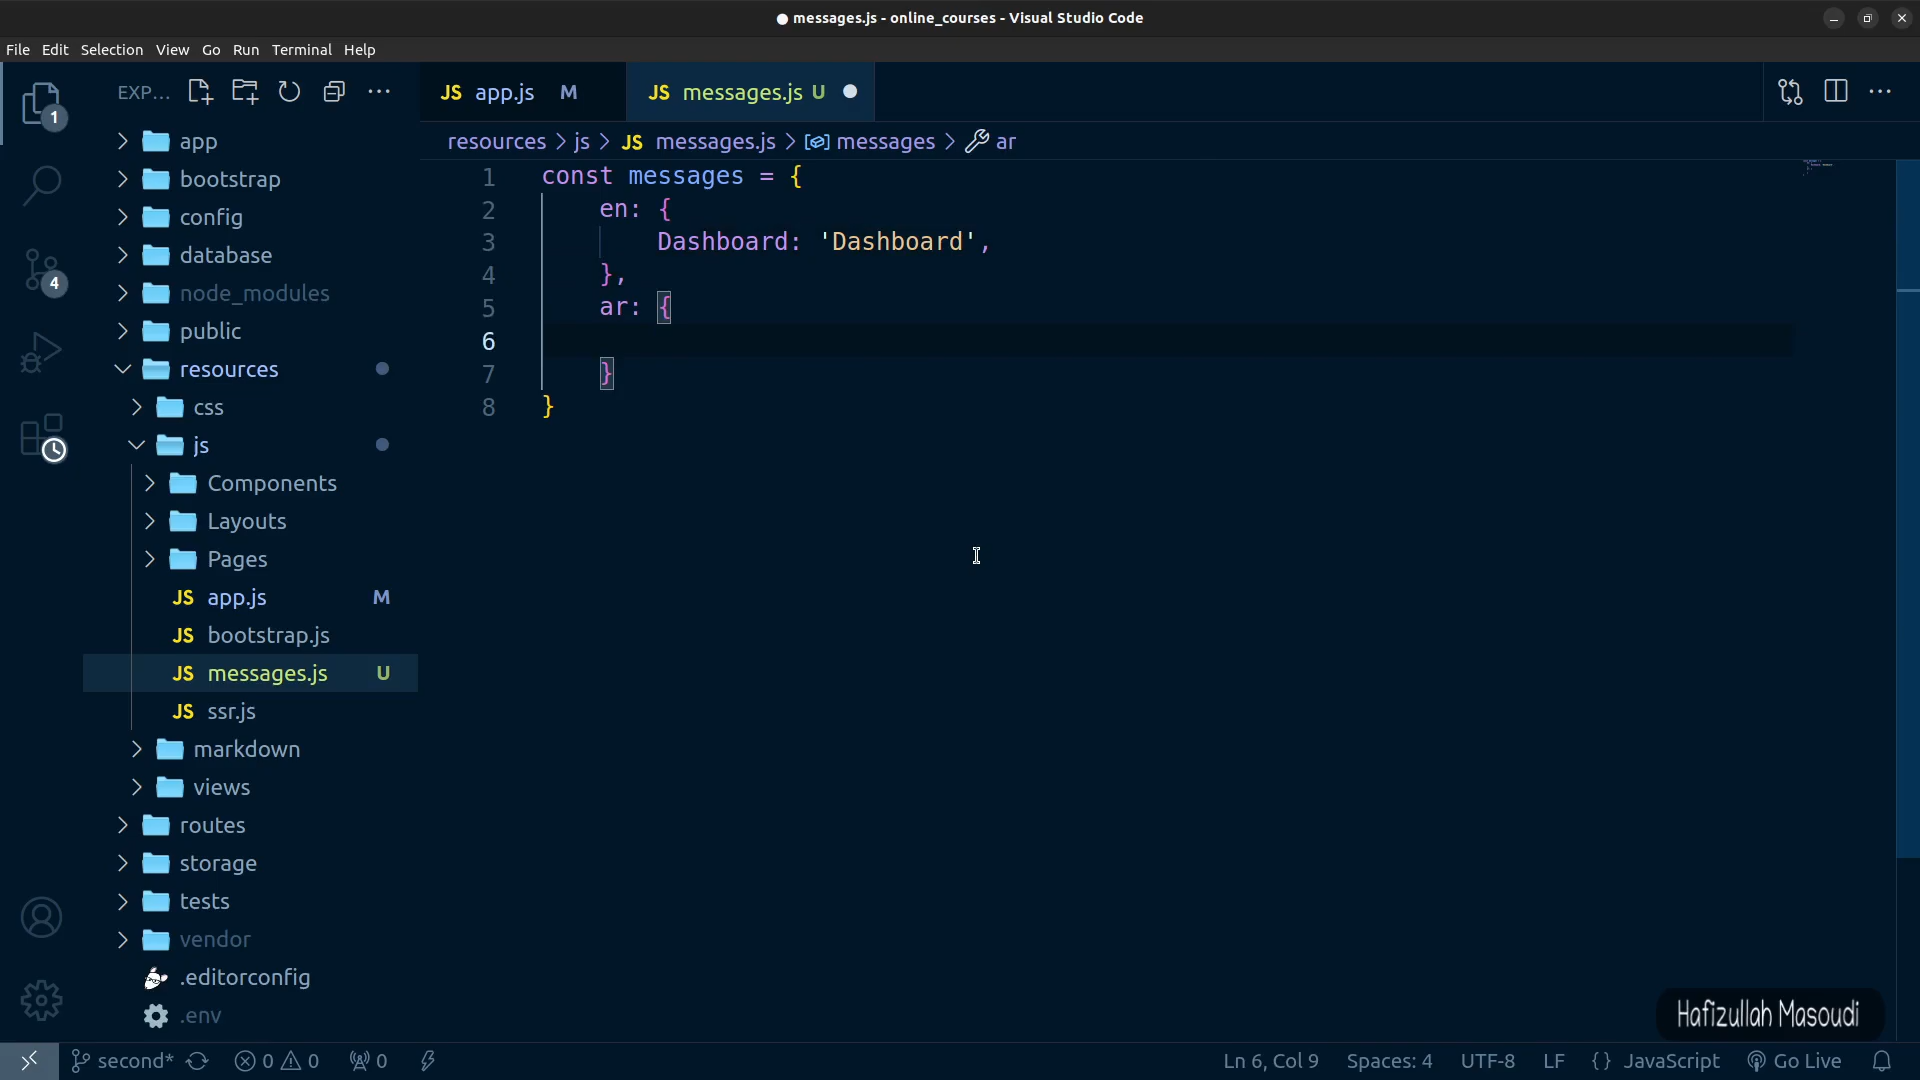 messages.js - online_courses - Visual Studio Code
File Edit Selection View Go Run Terminal Help
1
EXP...
JS app.js M
JS messages.js U
resources > js > JS messages.js > messages > ar
app
bootstrap
config
database
4
node_modules
public
resources
css
js
Components
Layouts
Pages
JS app.js M
JS bootstrap.js
JS messages.js U
JS ssr.js
markdown
views
routes
storage
tests
vendor
.editorconfig
.env
1 const messages = {
2 en: {
3 Dashboard: 'Dashboard',
4 },
5 ar: {
6
7 }
8 }
Hafizullah Masoudi
second* 0 0 0
Ln 6, Col 9 Spaces: 4 UTF-8 LF {} JavaScript Go Live